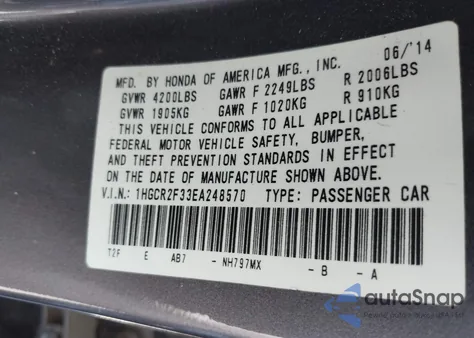 06/'14
MFD. BY HONDA OF AMERICA MFG., INC.
GVWR 4200LBS GAWR F 2249LBS R 2006LBS
GVWR 1905KG GAWR F 1020KG R 910KG
THIS VEHICLE CONFORMS TO ALL APPLICABLE
FEDERAL MOTOR VEHICLE SAFETY, BUMPER,
AND THEFT PREVENTION STANDARDS IN EFFECT
ON THE DATE OF MANUFACTURE SHOWN ABOVE.
V.I.N.: 1HGCR2F33EA248570 TYPE: PASSENGER CAR
T2F E AB7 - NH797MX - B - A
autaSnap